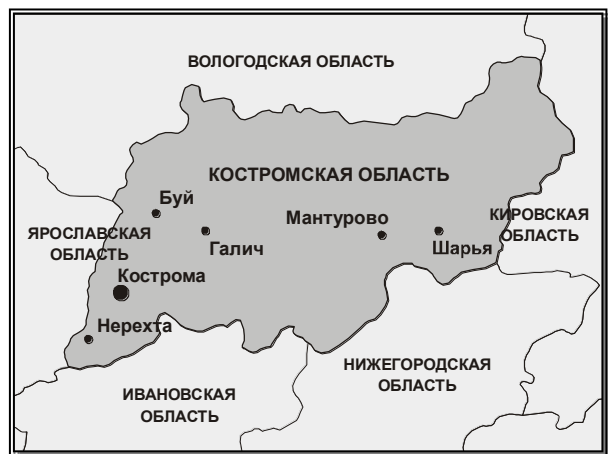 ВОЛОГОДСКАЯ ОБЛАСТЬ
КОСТРОМСКАЯ ОБЛАСТЬ
Буй
Мантурово
КИРОВСКАЯ
ОБЛАСТЬ
ЯРОСЛАВСКАЯ
ОБЛАСТЬ
Галич
Шарья
Кострома
Нерехта
НИЖЕГОРОДСКАЯ
ОБЛАСТЬ
ИВАНОВСКАЯ
ОБЛАСТЬ